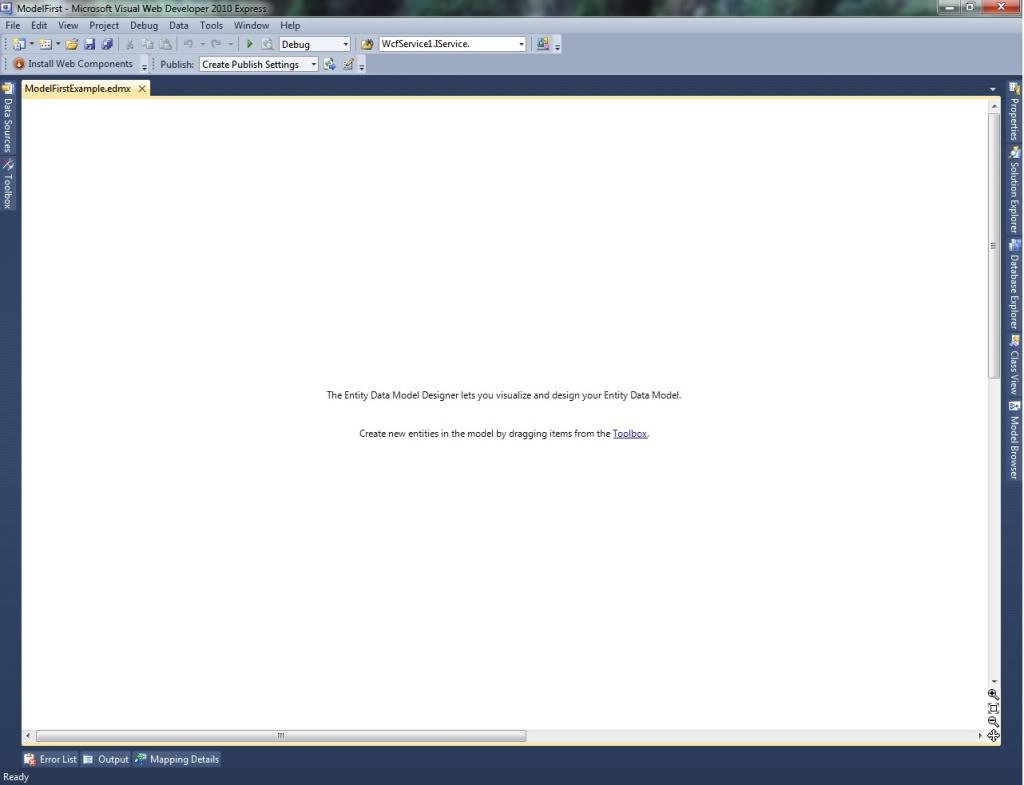 ModelFirst - Microsoft Visual Web Developer 2010 Express
File Edit View Project Debug Data Tools Window Help
Debug WcfService1.IService.
Install Web Components Publish: Create Publish Settings
ModelFirstExample.edmx
Data Sources
Toolbox
The Entity Data Model Designer lets you visualize and design your Entity Data Model.
Create new entities in the model by dragging items from the Toolbox.
Properties
Solution Explorer
Database Explorer
Class View
Model Browser
Error List Output Mapping Details
Ready